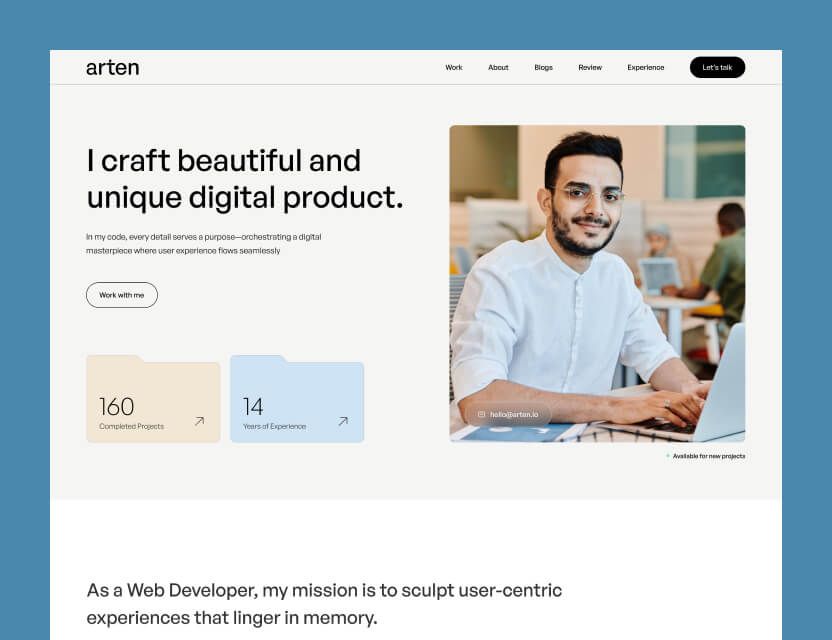 arten
Work
About
Blogs
Review
Experience
Let's talk
I craft beautiful and
unique digital product.
In my code, every detail serves a purpose—orchestrating a digital
masterpiece where user experience flows seamlessly
Work with me
160
Completed Projects
14
Years of Experience
hello@arten.io
Available for new projects
As a Web Developer, my mission is to sculpt user-centric
experiences that linger in memory.